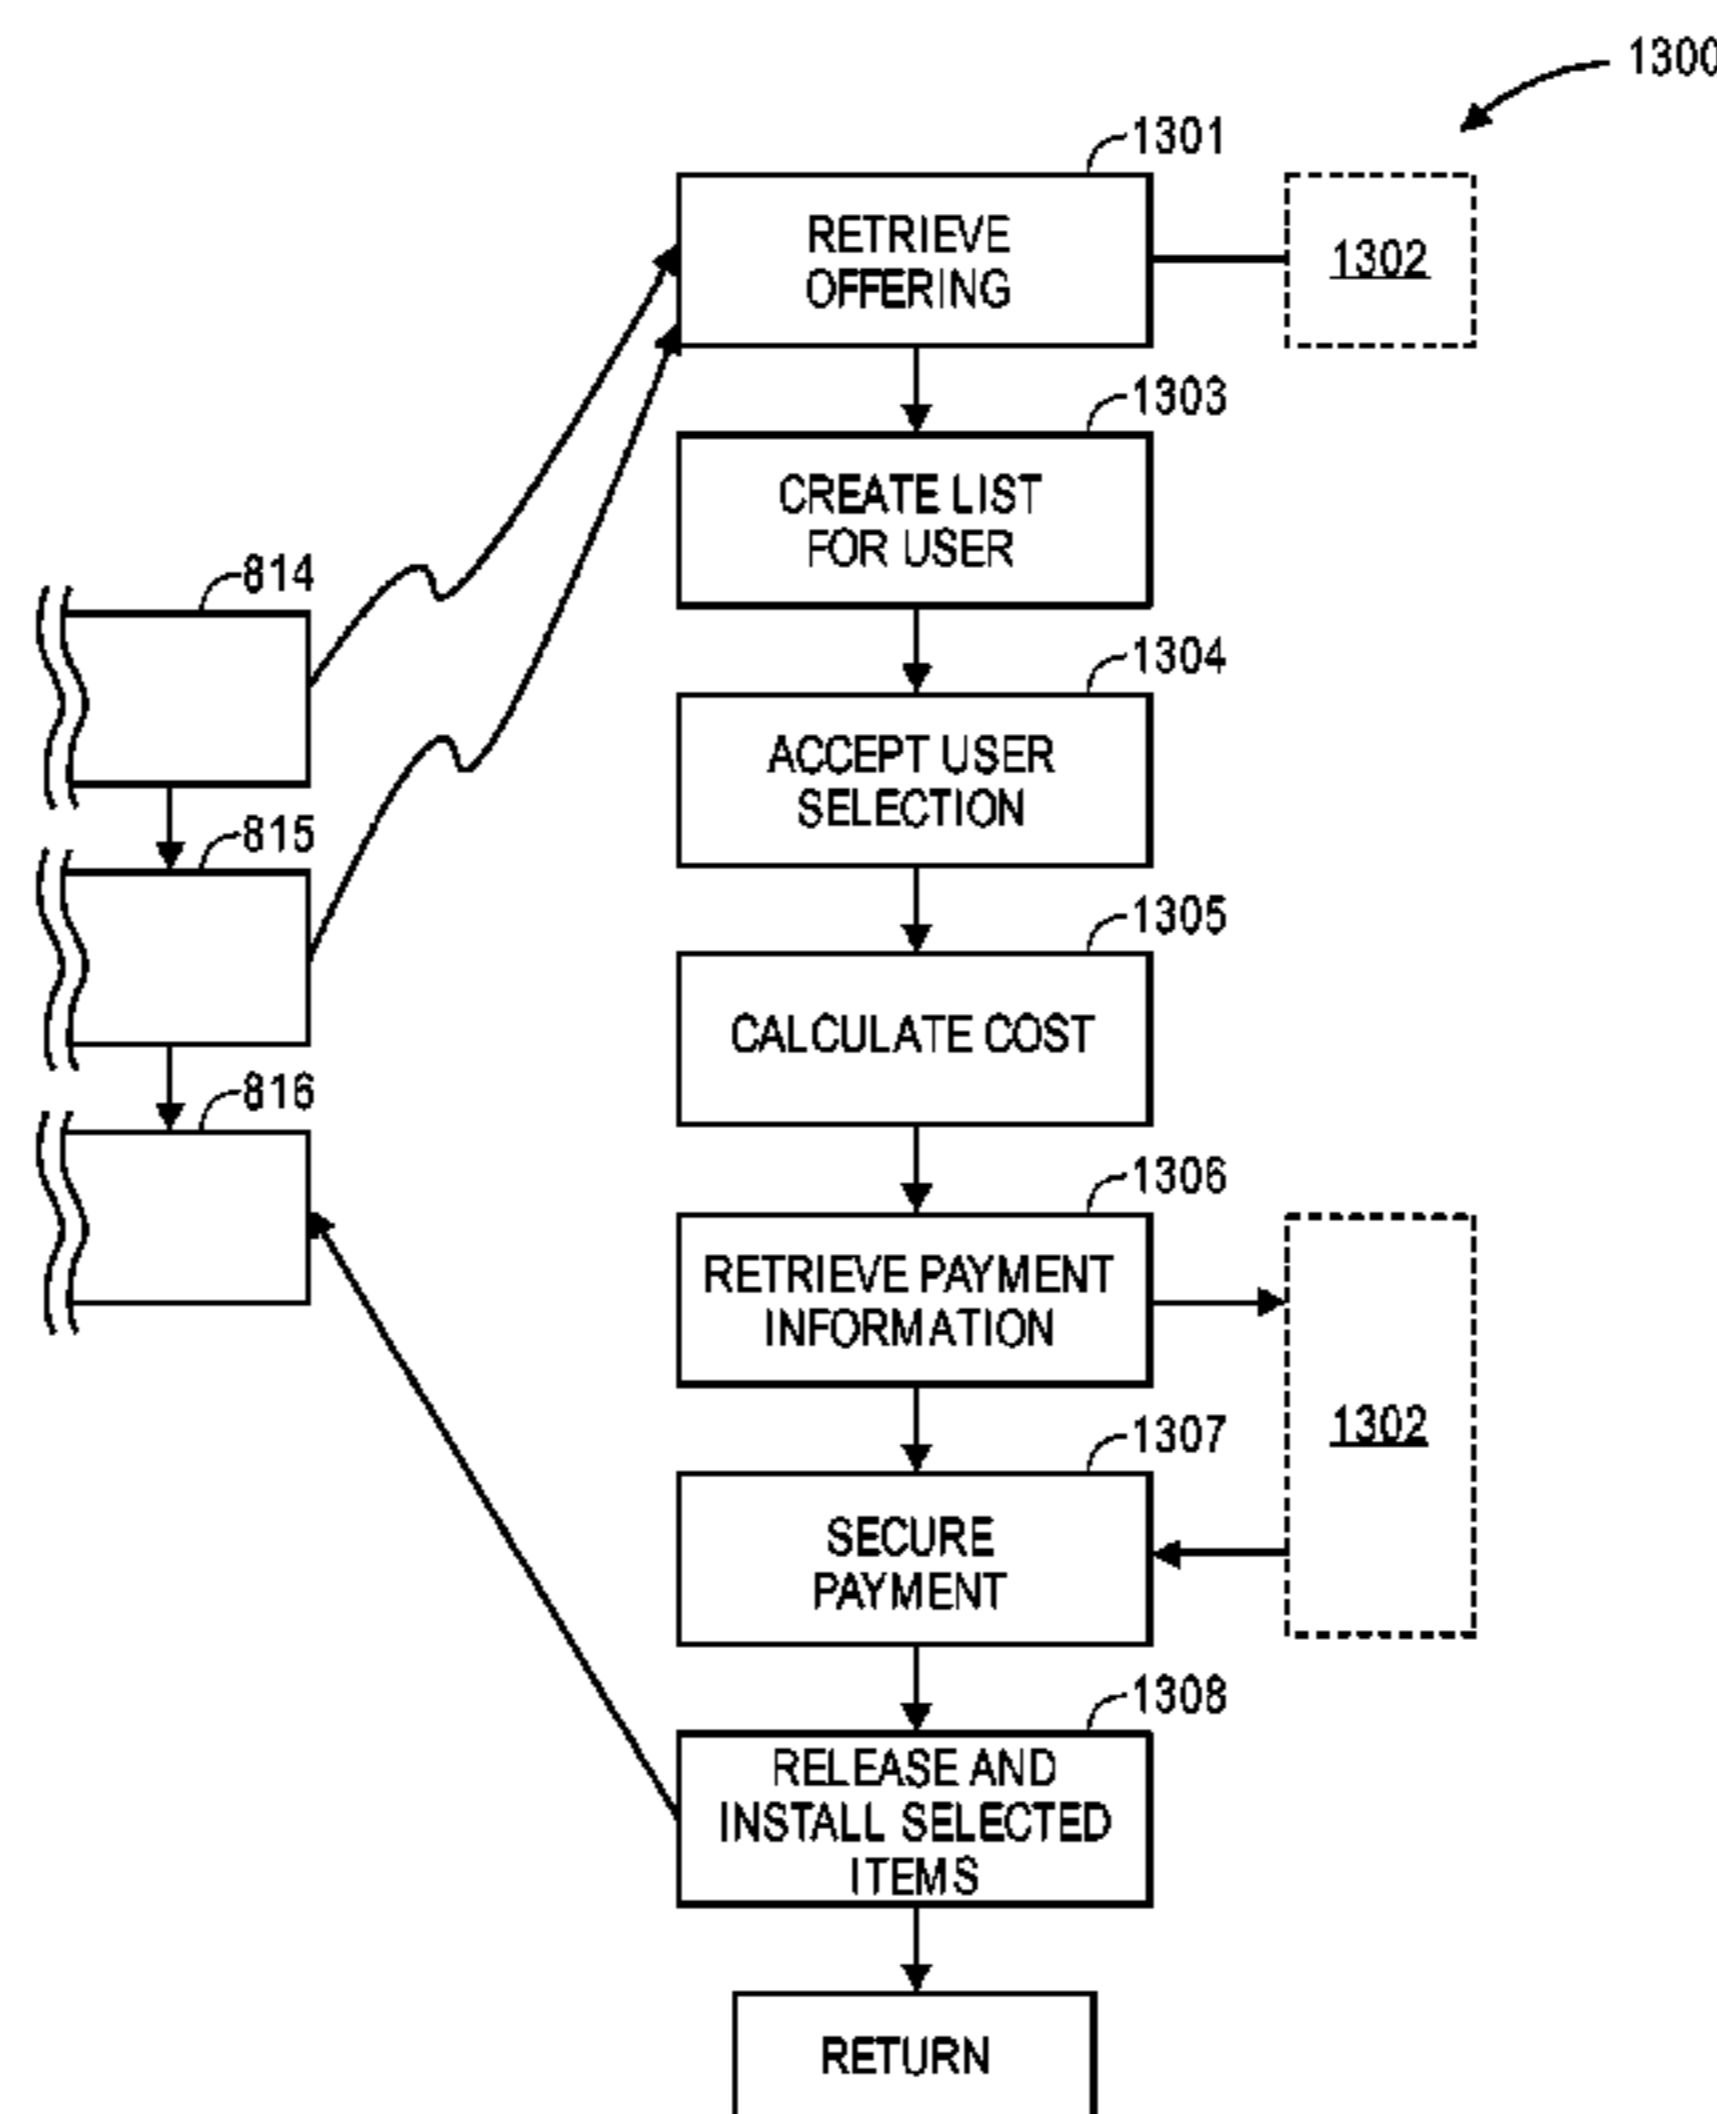 1300
1301
RETRIEVE
OFFERING
1302
1303
CREATE LIST
FOR USER
814
1304
ACCEPT USER
SELECTION
815
1305
CALCULATE COST
816
1306
RETRIEVE PAYMENT
INFORMATION
1302
1307
SECURE
PAYMENT
1308
RELEASE AND
INSTALL SELECTED
ITEMS
RETURN